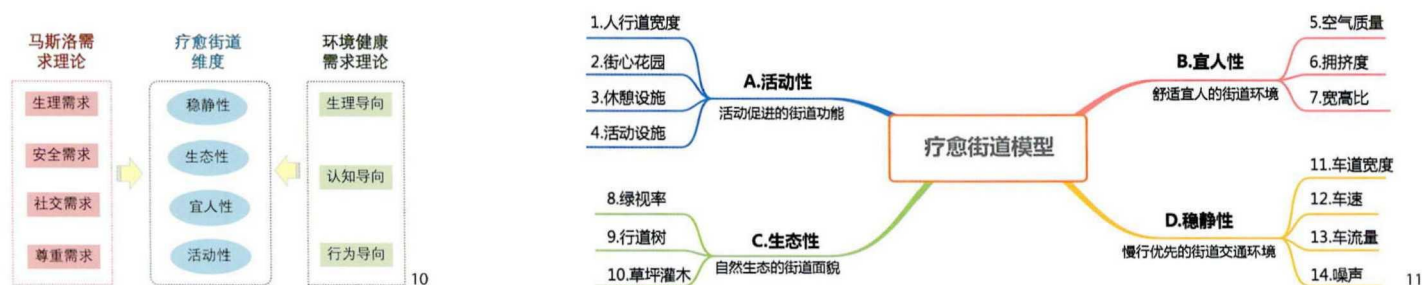 马斯洛需
求理论
生理需求
安全需求
社交需求
尊重需求
疗愈街道
维度
稳静性
生态性
宜人性
活动性
环境健康
需求理论
生理导向
认知导向
行为导向
10
疗愈街道模型
A.活动性
活动促进的街道功能
1.人行道宽度
2.街心花园
3.休憩设施
4.活动设施
B.宜人性
舒适宜人的街道环境
5.空气质量
6.拥挤度
7.宽高比
C.生态性
自然生态的街道面貌
8.绿视率
9.行道树
10.草坪灌木
D.稳静性
慢行优先的街道交通环境
11.车道宽度
12.车速
13.车流量
14.噪声
11